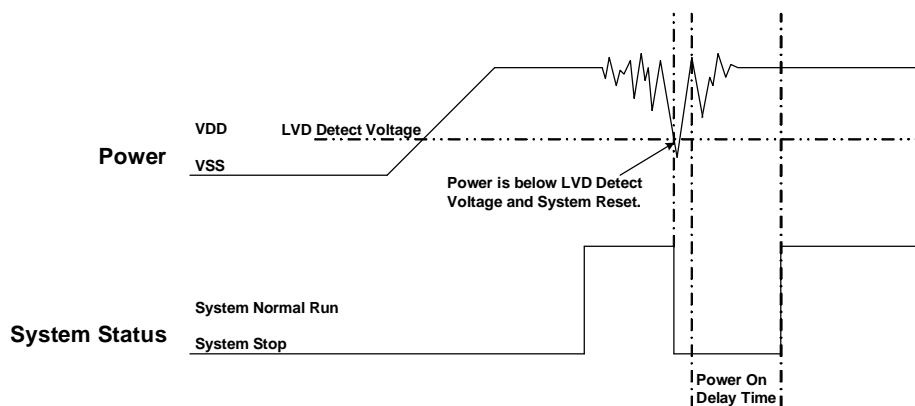 VDD
LVD Detect Voltage
Power
VSS
Power is below LVD Detect
Voltage and System Reset.
System Normal Run
System Status
System Stop
Power On
Delay Time